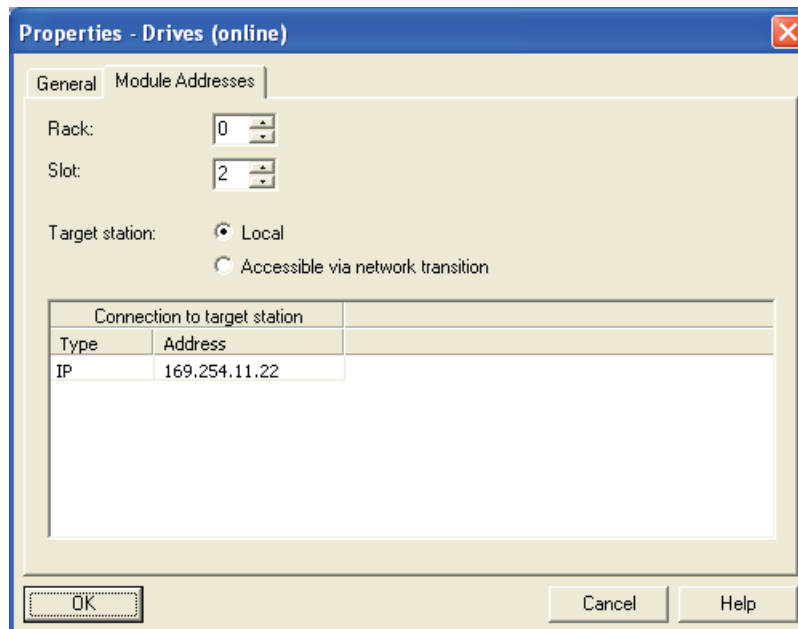 Properties - Drives (online)
General Module Addresses
Rack: 0
Slot: 2
Target station: Local
Accessible via network transition
Connection to target station
Type Address
IP 169.254.11.22
OK Cancel Help